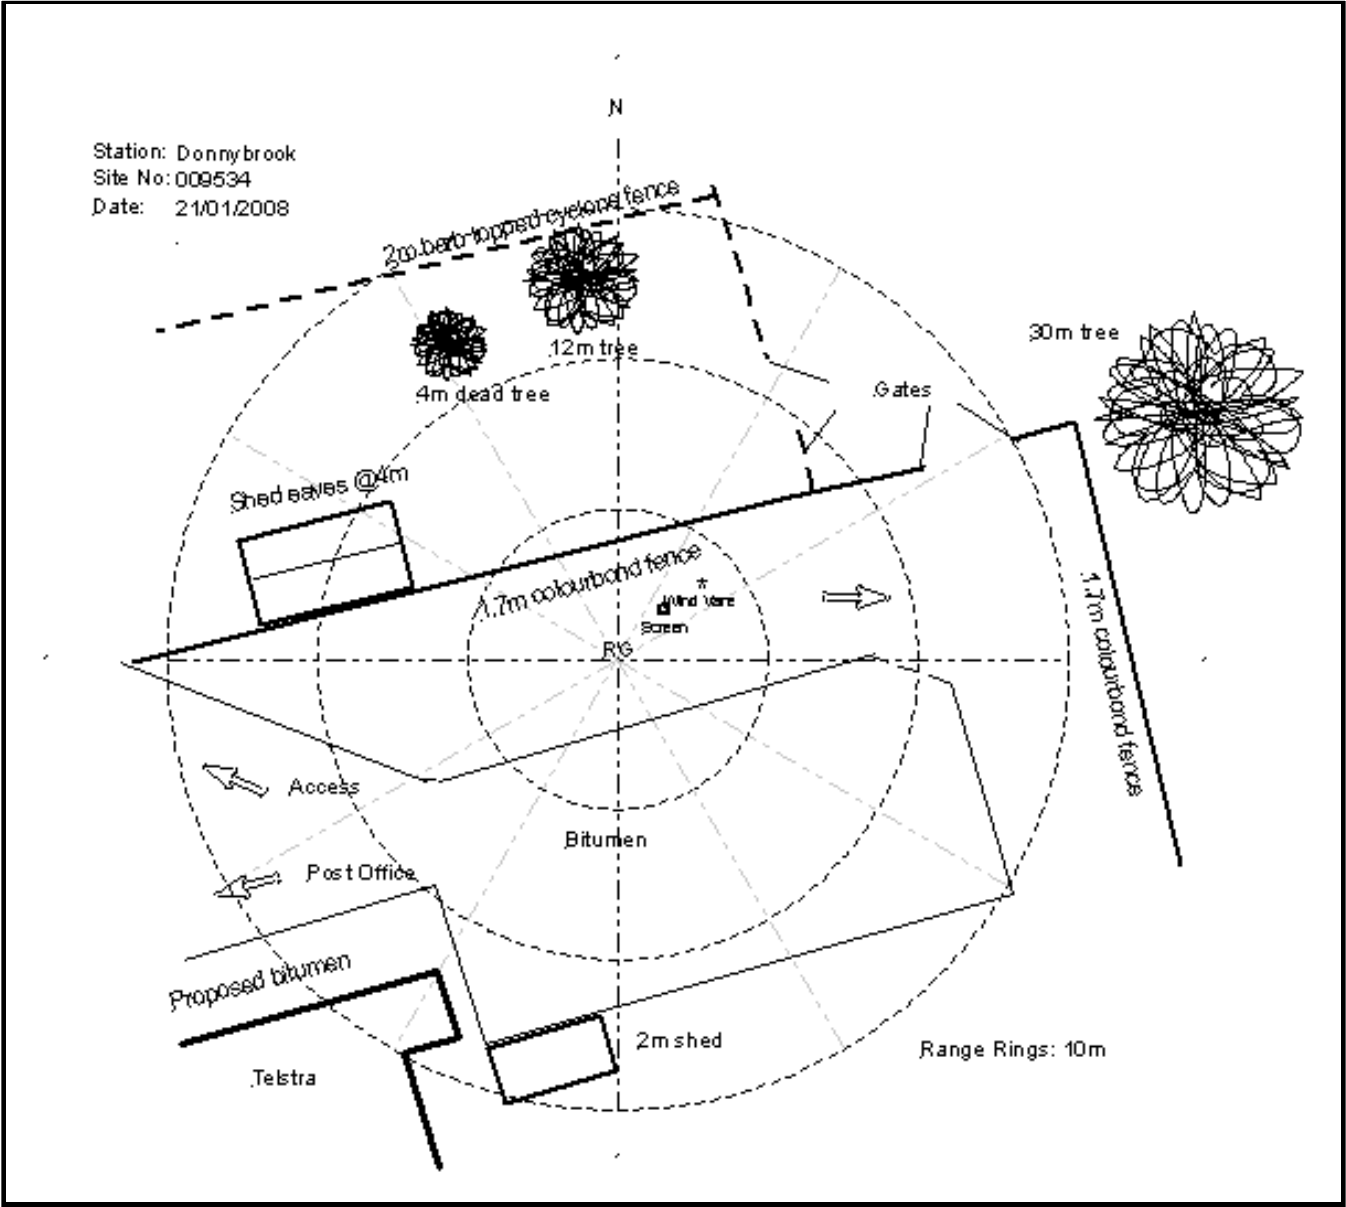 N
Station: Donnybrook
Site No: 009534
Date: 21/01/2008
2m barb topped cyclone fence
30m tree
12m tree
4m dead tree
Gates
Shed eaves @4m
1.7m colourbond fence
Wind Vane
Screen
RG
1.7m colourbond fence
Access
Bitumen
Post Office
Proposed bitumen
2m shed
Range Rings: 10m
Telstra